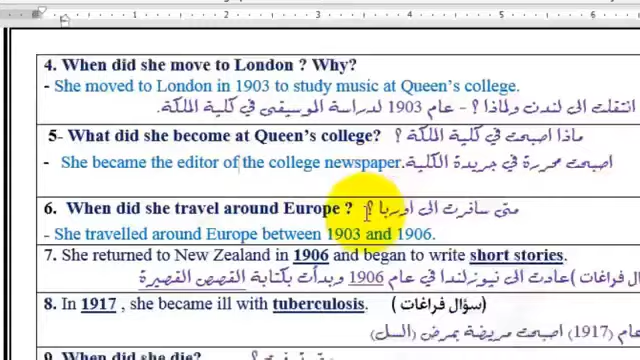 4. When did she move to London ? Why?
- She moved to London in 1903 to study music at Queen's college.
انتقلت الى لندن ولماذا ؟ - عام 1903 لدراسة الموسيقى في كلية الملكة.
5- What did she become at Queen's college? ماذا اصبحت في كلية الملكة ؟
- She became the editor of the college newspaper. اصبحت محررة في جريدة الكلية
6. When did she travel around Europe ? متى سافرت الى اوربا ؟
- She travelled around Europe between 1903 and 1906.
7. She returned to New Zealand in 1906 and began to write short stories.
ال فراغات ) عادت الى نيوزلندا في عام 1906 وبدأت بكتابة القصص القصيرة
8. In 1917 , she became ill with tuberculosis. (سؤال فراغات )
عام (1917) اصبحت مريضة بمرض (السل)
9. When did she die?